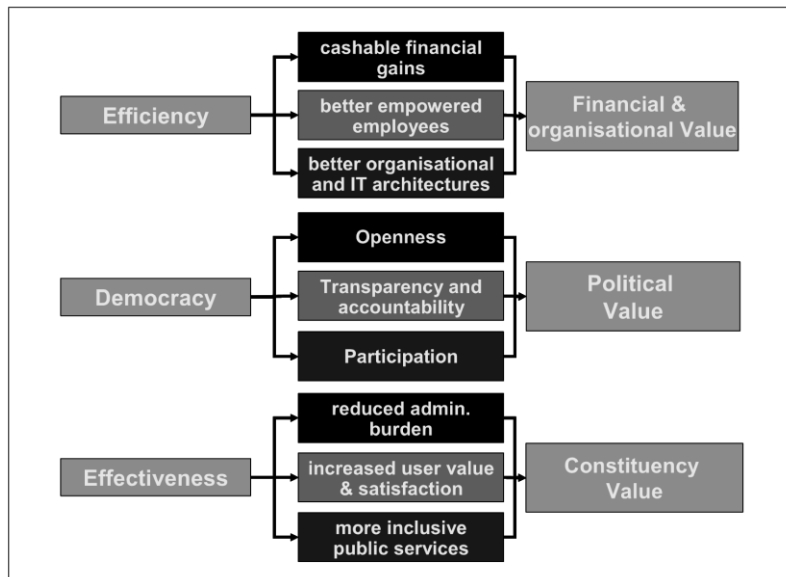 cashable financial
gains
Efficiency
better empowered
employees
Financial &
organisational Value
better organisational
and IT architectures
Openness
Democracy
Transparency and
accountability
Political
Value
Participation
reduced admin.
burden
Effectiveness
increased user value
& satisfaction
Constituency
Value
more inclusive
public services